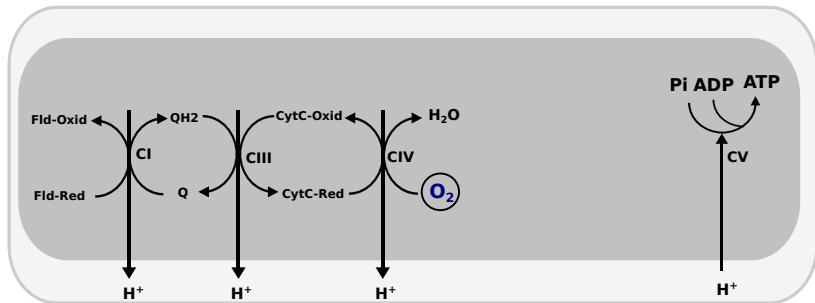 Pi ADP ATP
Fld-Oxid QH2 CytC-Oxid H₂O
CI CIII CIV CV
Fld-Red Q CytC-Red O₂
H⁺ H⁺ H⁺ H⁺